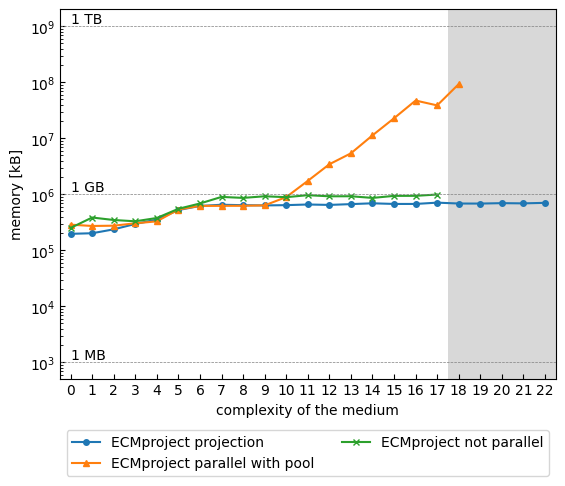 10⁹
1 TB
10⁸
10⁷
10⁶
1 GB
10⁵
10⁴
10³
1 MB
memory [kB]
0 1 2 3 4 5 6 7 8 9 10 11 12 13 14 15 16 17 18 19 20 21 22
complexity of the medium
ECMproject projection
ECMproject parallel with pool
ECMproject not parallel